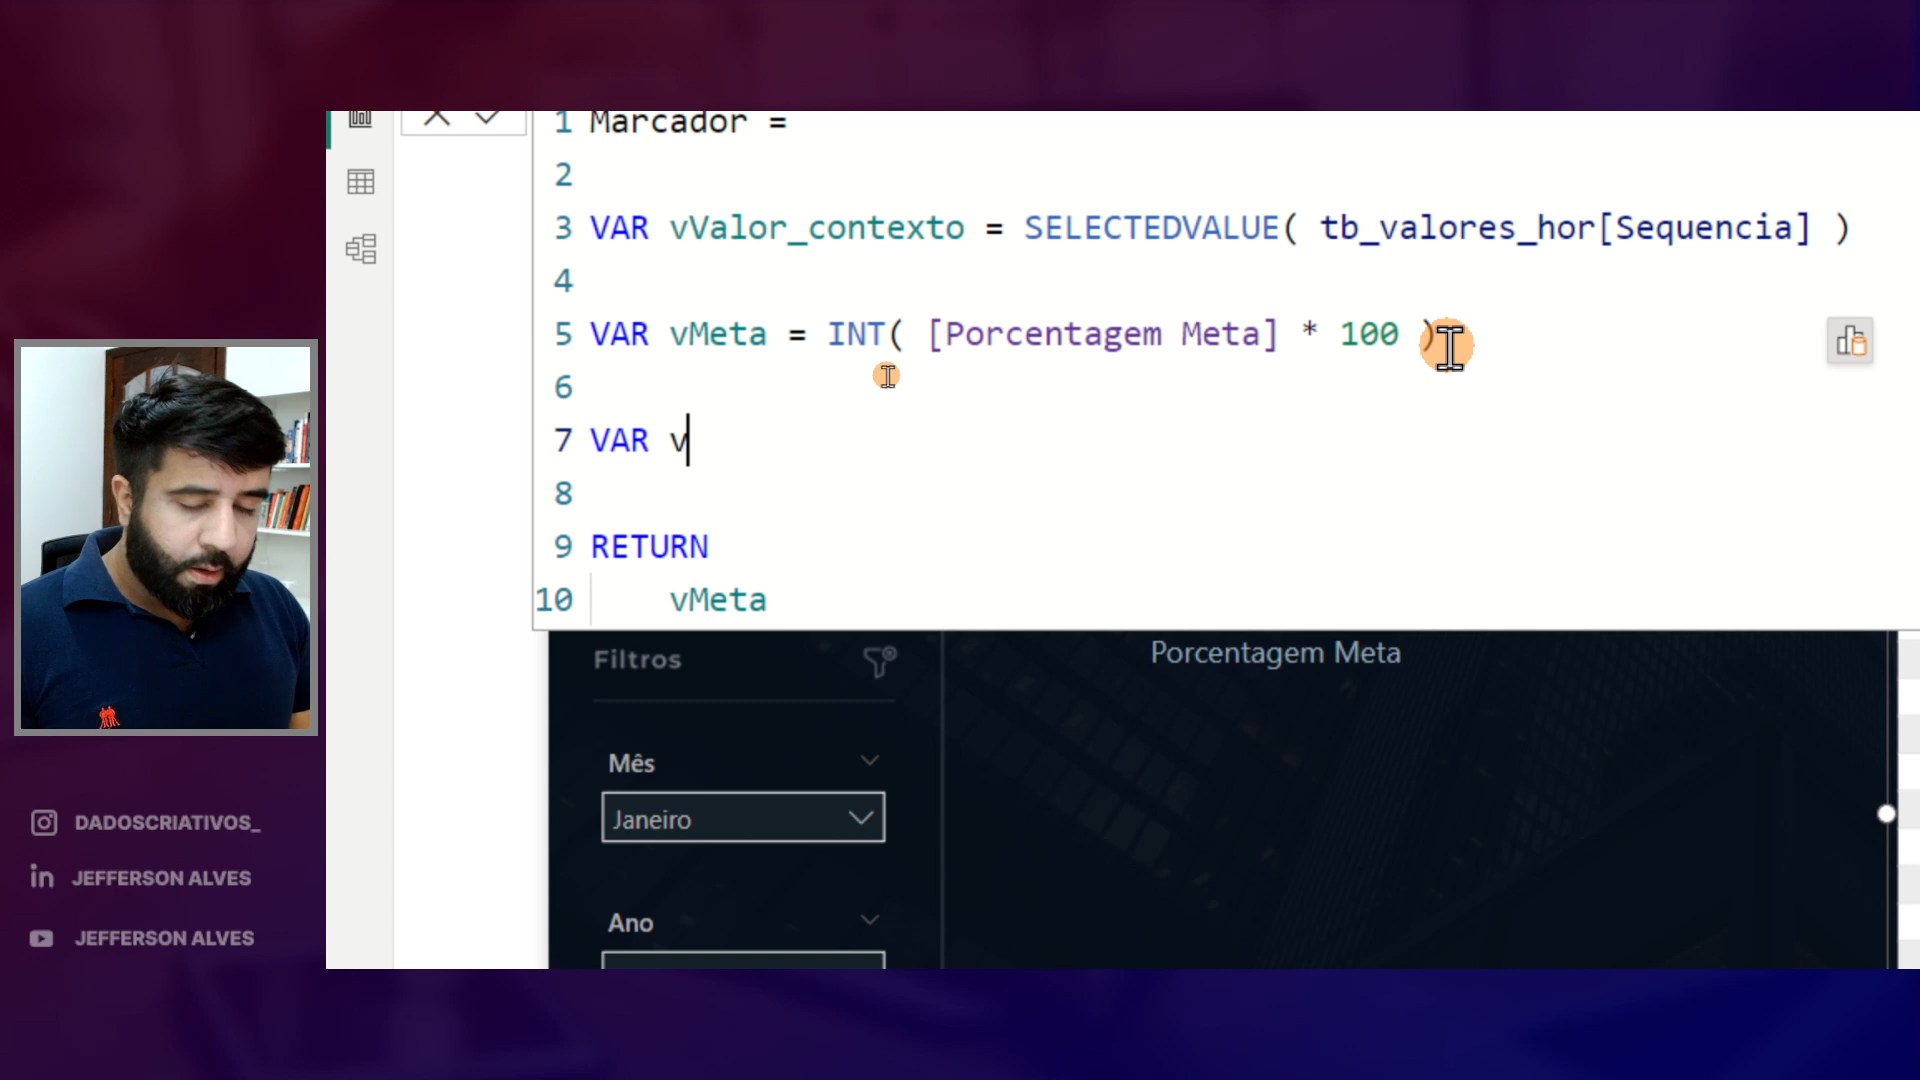 1 Marcador =
2
3 VAR vValor_contexto = SELECTEDVALUE( tb_valores_hor[Sequencia] )
4
5 VAR vMeta = INT( [Porcentagem Meta] * 100 )
6
7 VAR v
8
9 RETURN
10 vMeta
Filtros
Porcentagem Meta
Mês
Janeiro
Ano
DADOSCRIATIVOS_
in JEFFERSON ALVES
JEFFERSON ALVES